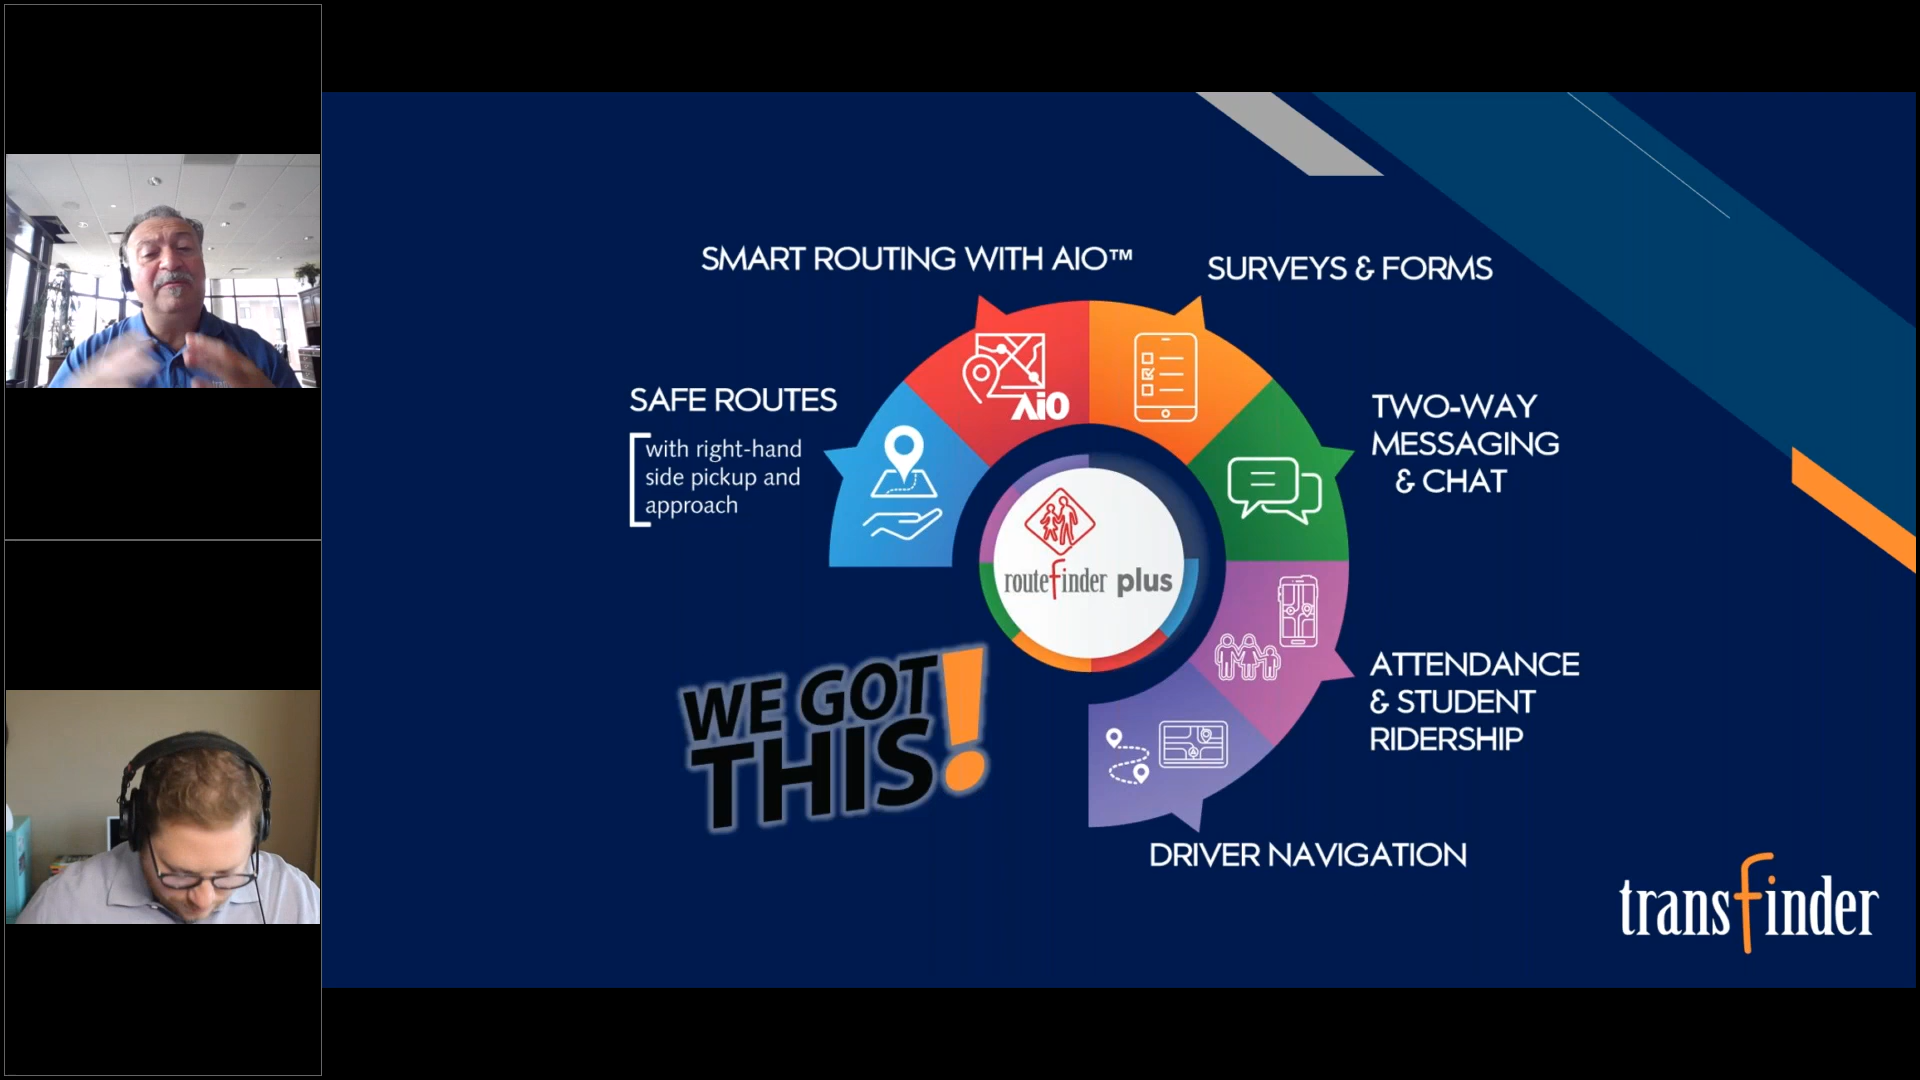 SMART ROUTING WITH AIO™
SURVEYS & FORMS
SAFE ROUTES
with right-hand
side pickup and
approach
AiO
TWO-WAY
MESSAGING
& CHAT
routefinder plus
ATTENDANCE
& STUDENT
RIDERSHIP
WE GOT
THIS!
DRIVER NAVIGATION
transfinder